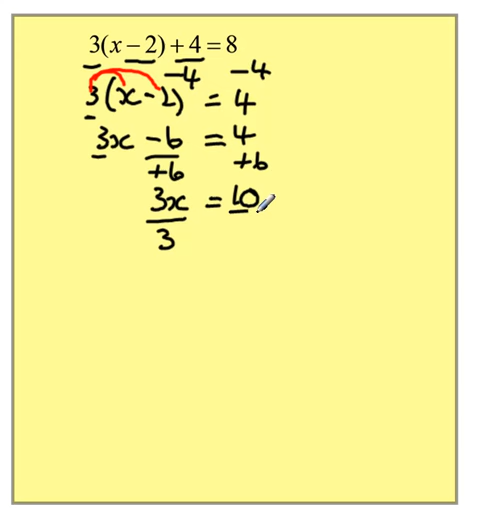 3(x − 2) + 4 = 8
−4 −4
3(x − 2) = 4
3x − 6 = 4
+6 +6
3x = 10
3